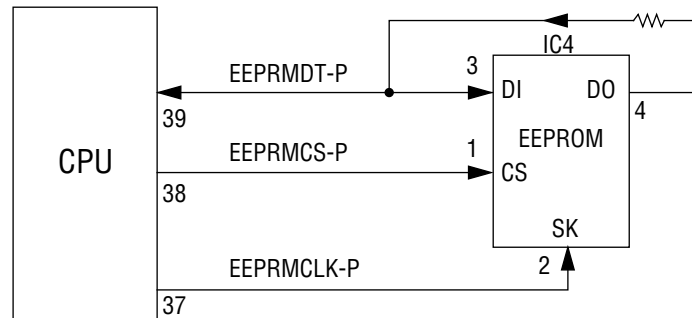 IC4
EEPRMDT-P
3
DI
DO
39
4
CPU
EEPRMCS-P
1
EEPROM
38
CS
SK
EEPRMCLK-P
2
37